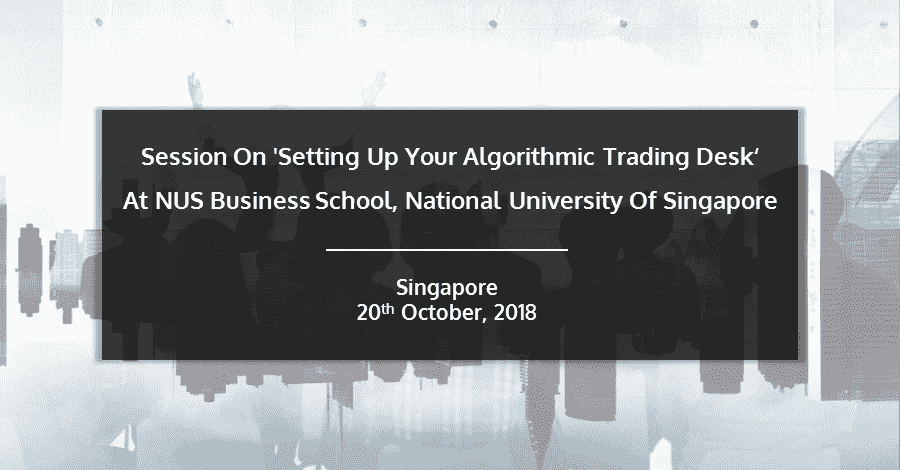 Session On 'Setting Up Your Algorithmic Trading Desk’
At NUS Business School, National University Of Singapore
Singapore
20th October, 2018